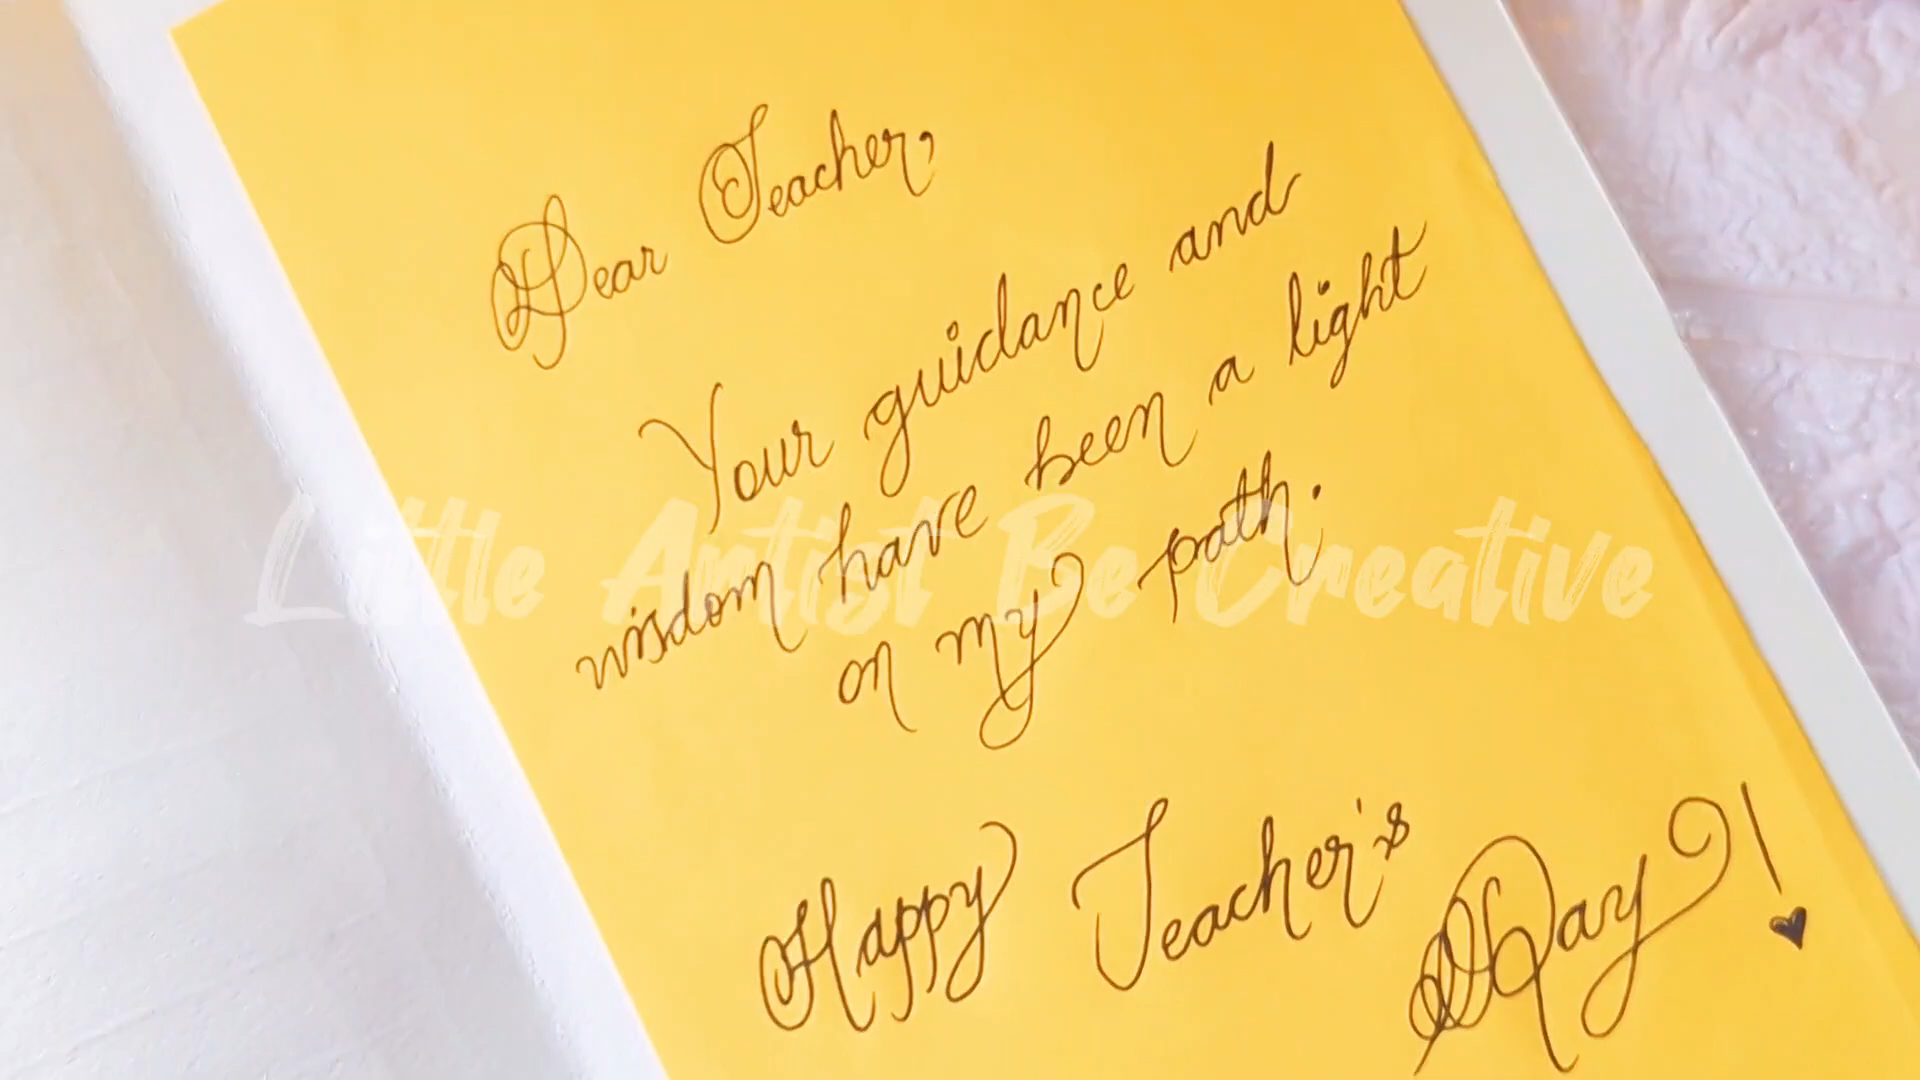 Dear Teacher,
Your guidance and
wisdom have been a light
on my path.
Happy Teacher's
Day!
Little Artist Be Creative